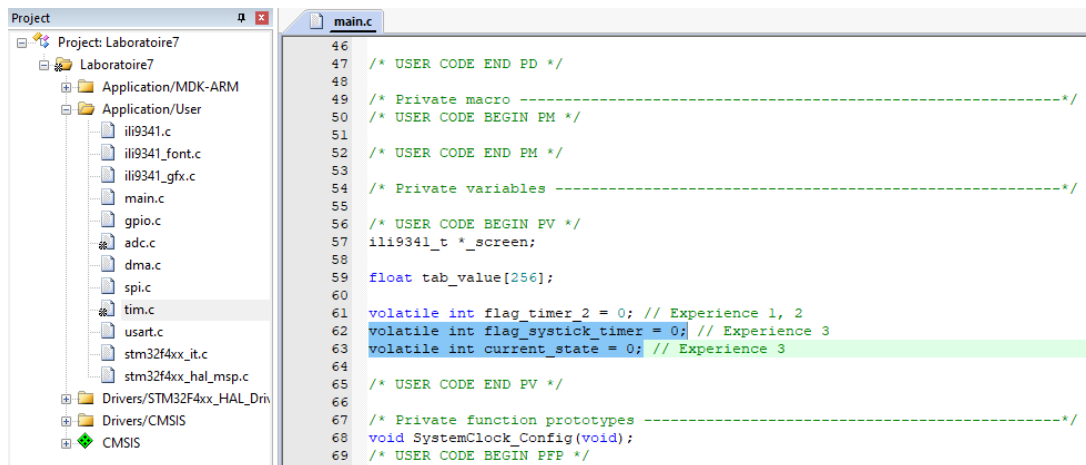 Project
Project: Laboratoire7
Laboratoire7
Application/MDK-ARM
Application/User
ili9341.c
ili9341_font.c
ili9341_gfx.c
main.c
gpio.c
adc.c
dma.c
spi.c
tim.c
usart.c
stm32f4xx_it.c
stm32f4xx_hal_msp.c
Drivers/STM32F4xx_HAL_Driv
Drivers/CMSIS
CMSIS
main.c
46
47 /* USER CODE END PD */
48
49 /* Private macro -------------------------------------------------------------*/
50 /* USER CODE BEGIN PM */
51
52 /* USER CODE END PM */
53
54 /* Private variables ---------------------------------------------------------*/
55
56 /* USER CODE BEGIN PV */
57 ili9341_t *_screen;
58
59 float tab_value[256];
60
61 volatile int flag_timer_2 = 0; // Experience 1, 2
62 volatile int flag_systick_timer = 0; // Experience 3
63 volatile int current_state = 0; // Experience 3
64
65 /* USER CODE END PV */
66
67 /* Private function prototypes -----------------------------------------------*/
68 void SystemClock_Config(void);
69 /* USER CODE BEGIN PFP */